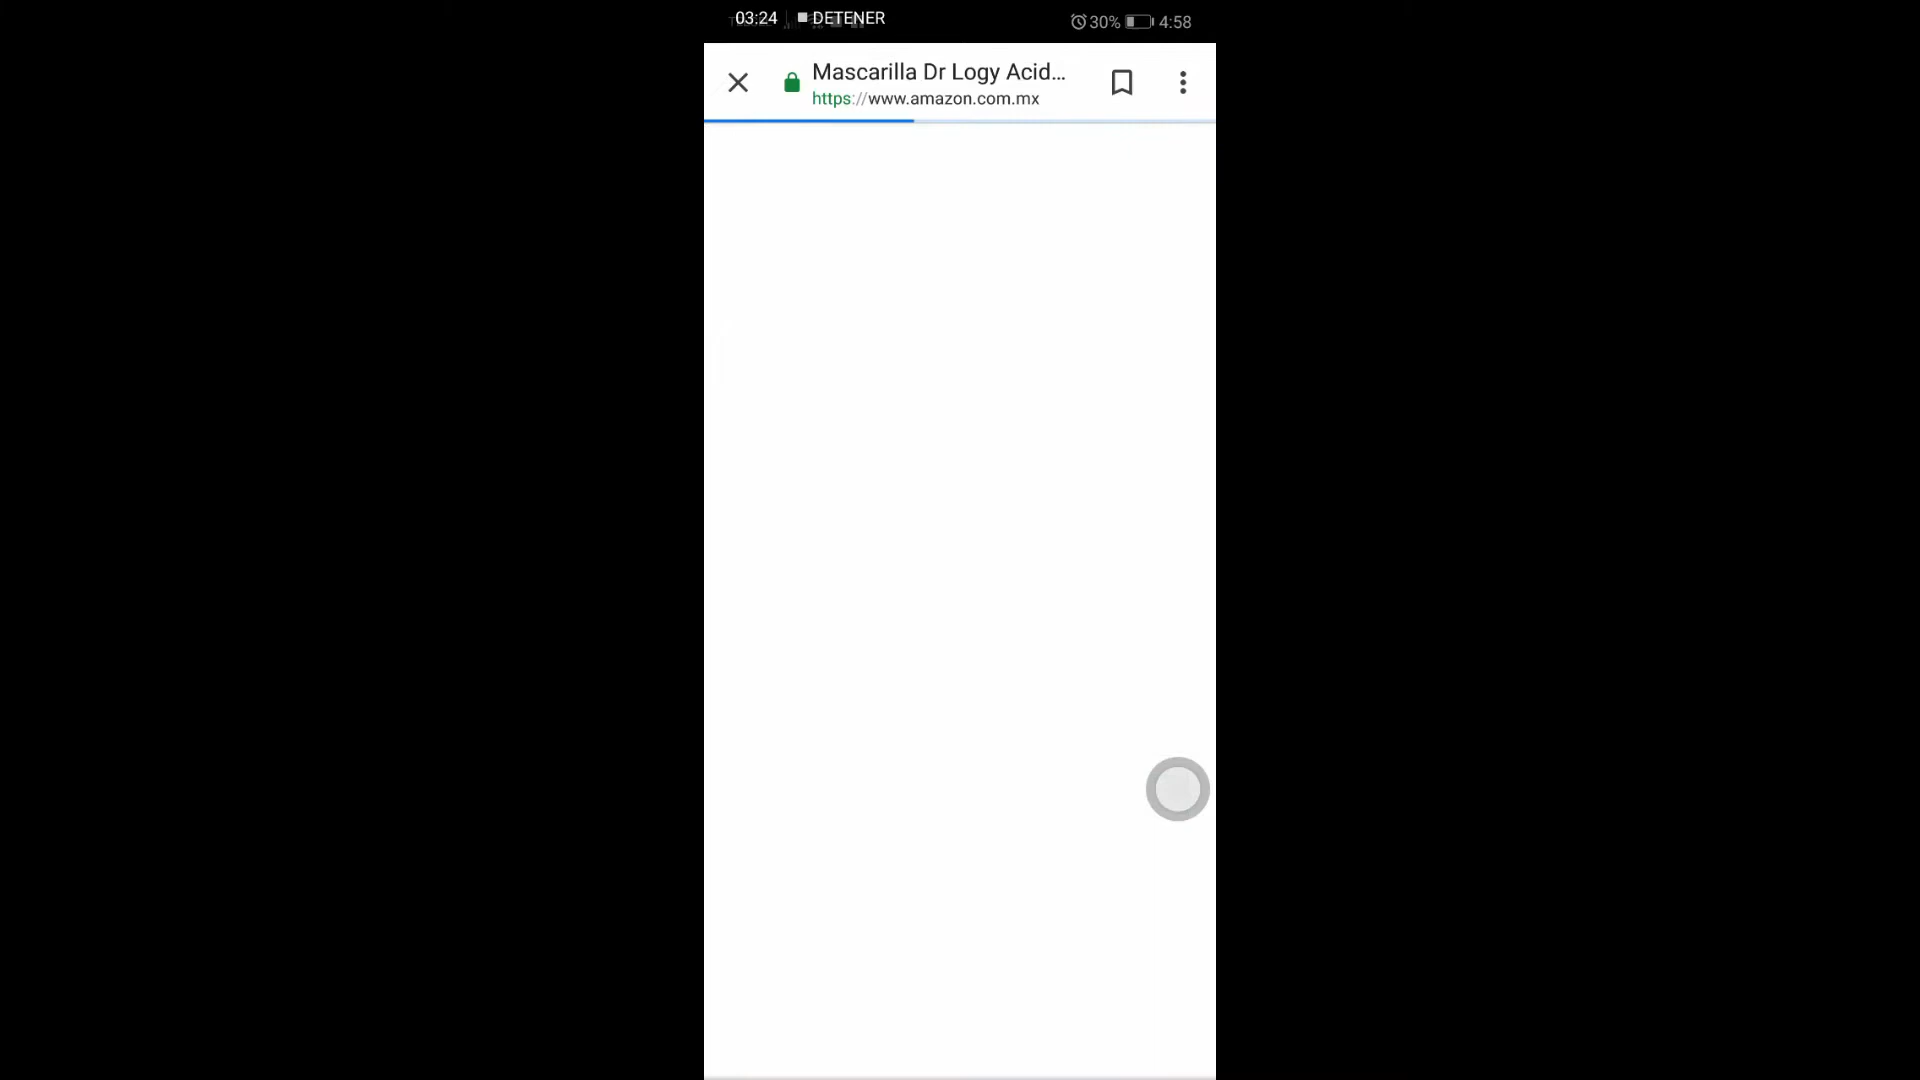 03:24 DETENER 30% 4:58
Mascarilla Dr Logy Acid...
https://www.amazon.com.mx